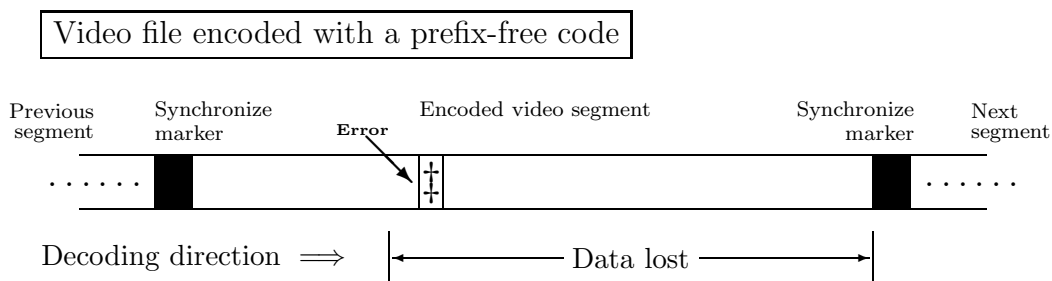 Video file encoded with a prefix-free code
Previous
segment
Synchronize
marker
Error
Encoded video segment
Synchronize
marker
Next
segment
‡
. . . . . .
. . . . . .
Decoding direction ⟹
Data lost